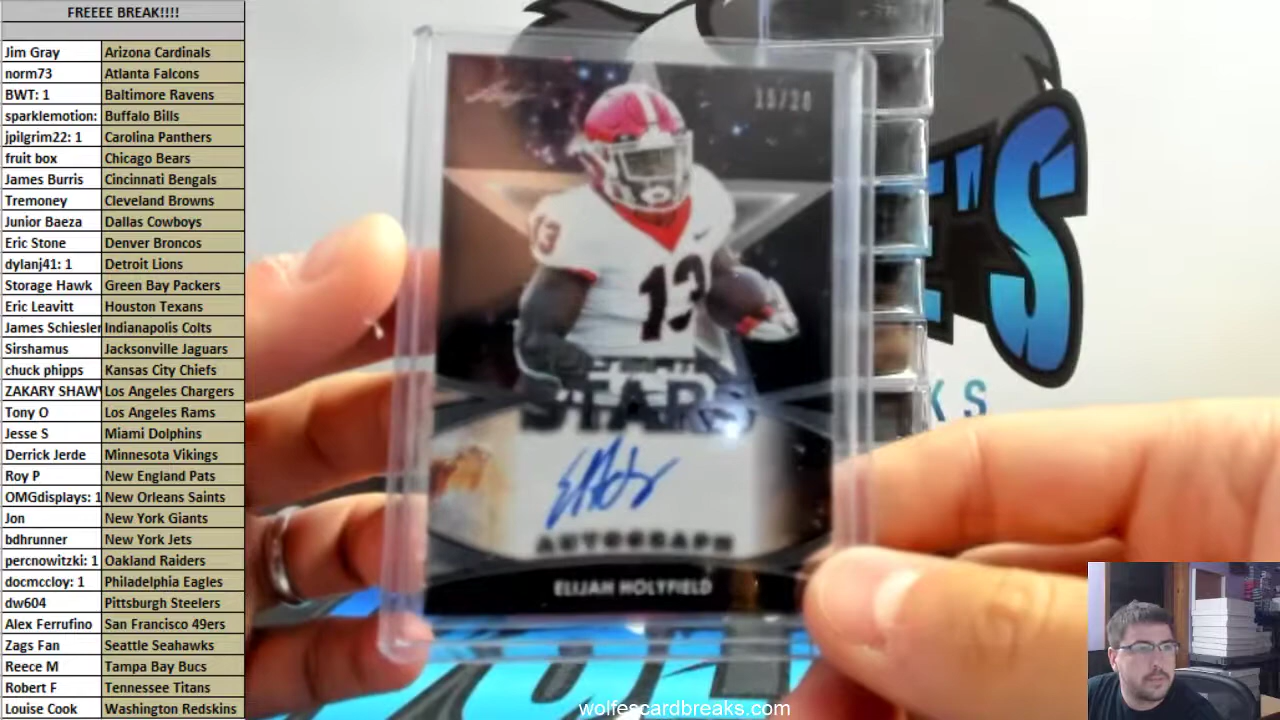 FREEEE BREAK!!!!
Jim Gray Arizona Cardinals
norm73 Atlanta Falcons
BWT: 1 Baltimore Ravens
sparklemotion: Buffalo Bills
jpilgrim22: 1 Carolina Panthers
fruit box Chicago Bears
James Burris Cincinnati Bengals
Tremoney Cleveland Browns
Junior Baeza Dallas Cowboys
Eric Stone Denver Broncos
dylanj41: 1 Detroit Lions
Storage Hawk Green Bay Packers
Eric Leavitt Houston Texans
James Schiesler Indianapolis Colts
Sirshamus Jacksonville Jaguars
chuck phipps Kansas City Chiefs
ZAKARY SHAW Los Angeles Chargers
Tony O Los Angeles Rams
Jesse S Miami Dolphins
Derrick Jerde Minnesota Vikings
Roy P New England Pats
OMGdisplays: 1 New Orleans Saints
Jon New York Giants
bdhrunner New York Jets
percnowitzki: 1 Oakland Raiders
docmccloy: 1 Philadelphia Eagles
dw604 Pittsburgh Steelers
Alex Ferrufino San Francisco 49ers
Zags Fan Seattle Seahawks
Reece M Tampa Bay Bucs
Robert F Tennessee Titans
Louise Cook Washington Redskins
Leaf
15/20
13
13
STARS
AUTOGRAPH
ELIJAH HOLYFIELD
E'S
KS
wolfescardbreaks.com